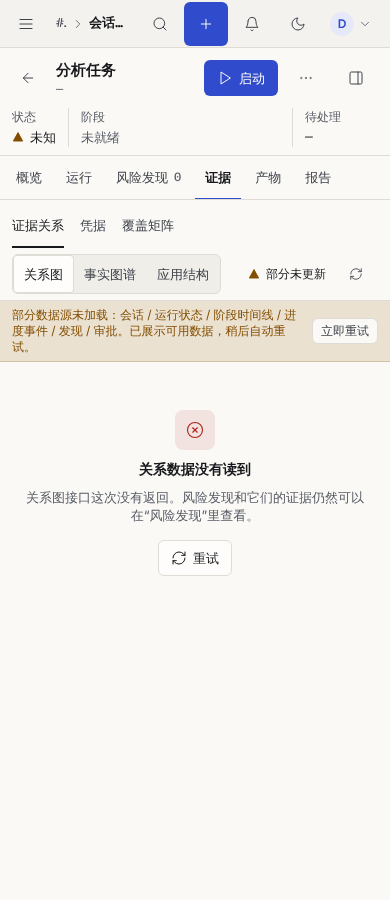 #. 会话…
D
分析任务
—
启动
状态
未知
阶段
未就绪
待处理
—
概览 运行 风险发现 0 证据 产物 报告
证据关系 凭据 覆盖矩阵
关系图 事实图谱 应用结构 部分未更新
部分数据源未加载：会话 / 运行状态 / 阶段时间线 / 进
度事件 / 发现 / 审批。已展示可用数据，稍后自动重
试。
立即重试
关系数据没有读到
关系图接口这次没有返回。风险发现和它们的证据仍然可以
在“风险发现”里查看。
重试